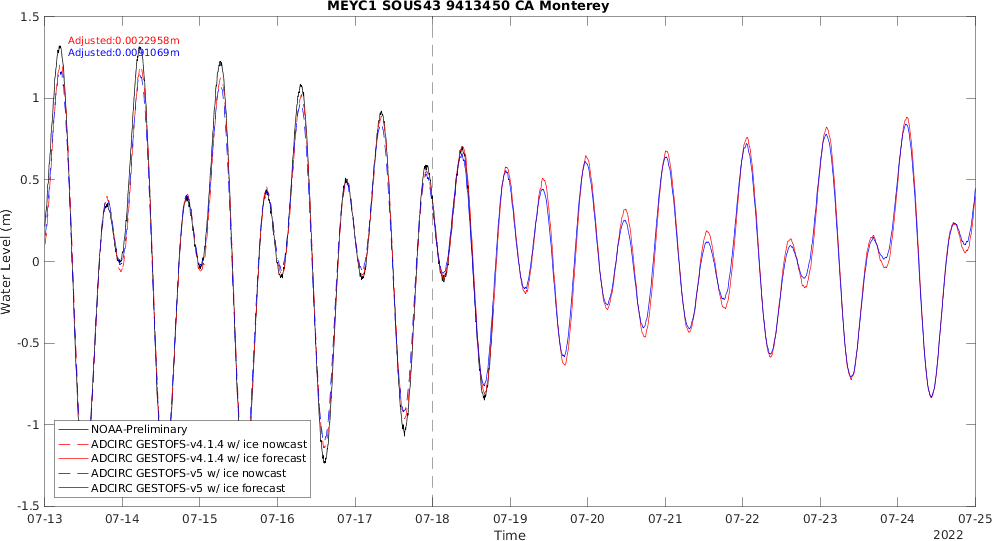 MEYC1 SOUS43 9413450 CA Monterey
Adjusted:0.0022958m
Water Level (m)
1.5
1
0.5
0
-0.5
-1
-1.5
NOAA-Preliminary
ADCIRC GESTOFS-v4.1.4 w/ ice nowcast
ADCIRC GESTOFS-v4.1.4 w/ ice forecast
ADCIRC GESTOFS-v5 w/ ice nowcast
ADCIRC GESTOFS-v5 w/ ice forecast
07-13 07-14 07-15 07-16 07-17 07-18 07-19 07-20 07-21 07-22 07-23 07-24 07-25
Time
2022